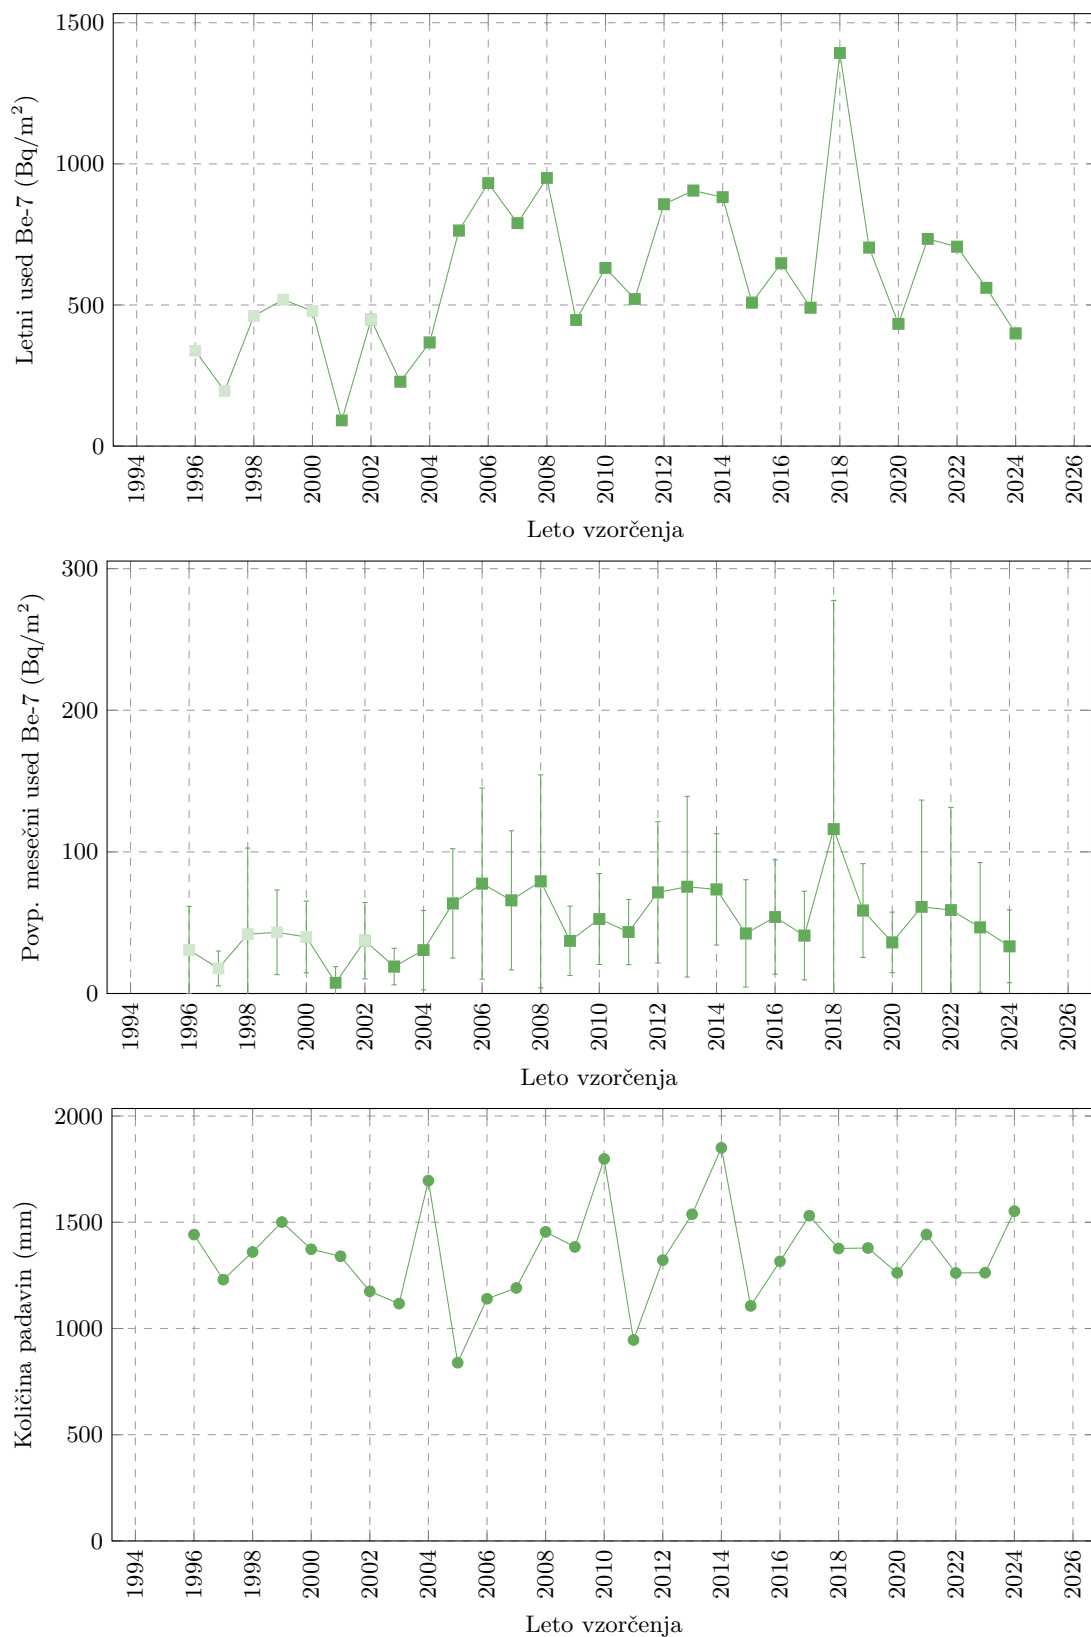 1500
1000
500
0
Letni used Be-7 (Bq/m²)
1994 1996 1998 2000 2002 2004 2006 2008 2010 2012 2014 2016 2018 2020 2022 2024 2026
Leto vzorčenja
300
200
100
0
Povp. mesečni used Be-7 (Bq/m²)
1994 1996 1998 2000 2002 2004 2006 2008 2010 2012 2014 2016 2018 2020 2022 2024 2026
Leto vzorčenja
2000
1500
1000
500
0
Količina padavin (mm)
1994 1996 1998 2000 2002 2004 2006 2008 2010 2012 2014 2016 2018 2020 2022 2024 2026
Leto vzorčenja